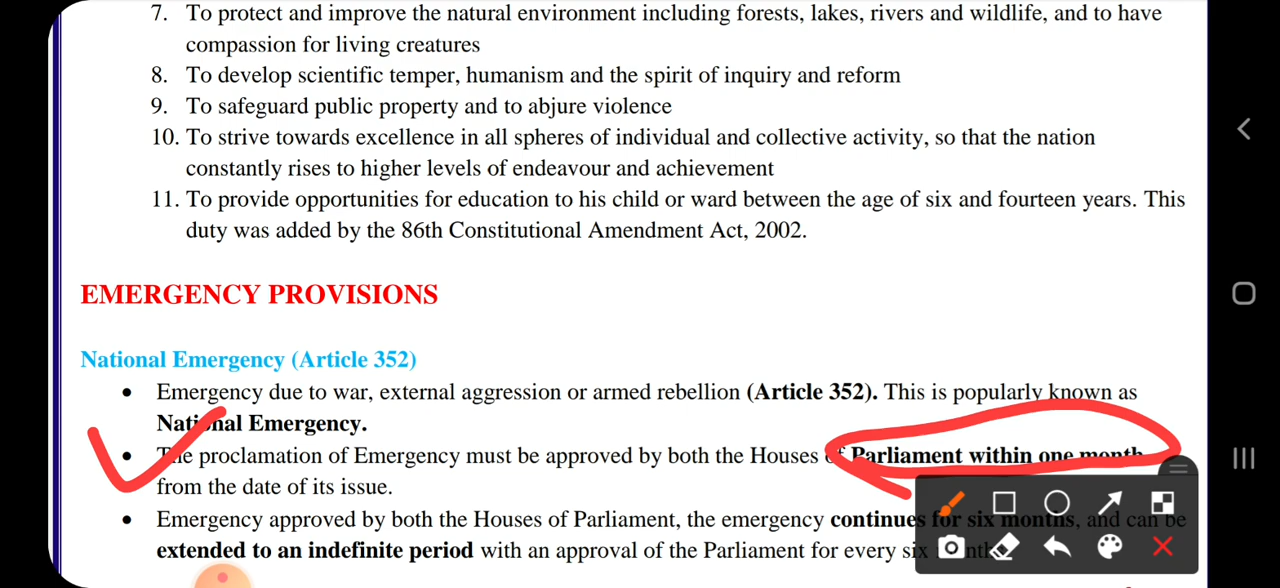 7. To protect and improve the natural environment including forests, lakes, rivers and wildlife, and to have
compassion for living creatures
8. To develop scientific temper, humanism and the spirit of inquiry and reform
9. To safeguard public property and to abjure violence
10. To strive towards excellence in all spheres of individual and collective activity, so that the nation
constantly rises to higher levels of endeavour and achievement
11. To provide opportunities for education to his child or ward between the age of six and fourteen years. This
duty was added by the 86th Constitutional Amendment Act, 2002.
EMERGENCY PROVISIONS
National Emergency (Article 352)
• Emergency due to war, external aggression or armed rebellion (Article 352). This is popularly known as
National Emergency.
• The proclamation of Emergency must be approved by both the Houses of Parliament within one month
from the date of its issue.
• Emergency approved by both the Houses of Parliament, the emergency continues for six months, and can be
extended to an indefinite period with an approval of the Parliament for every six